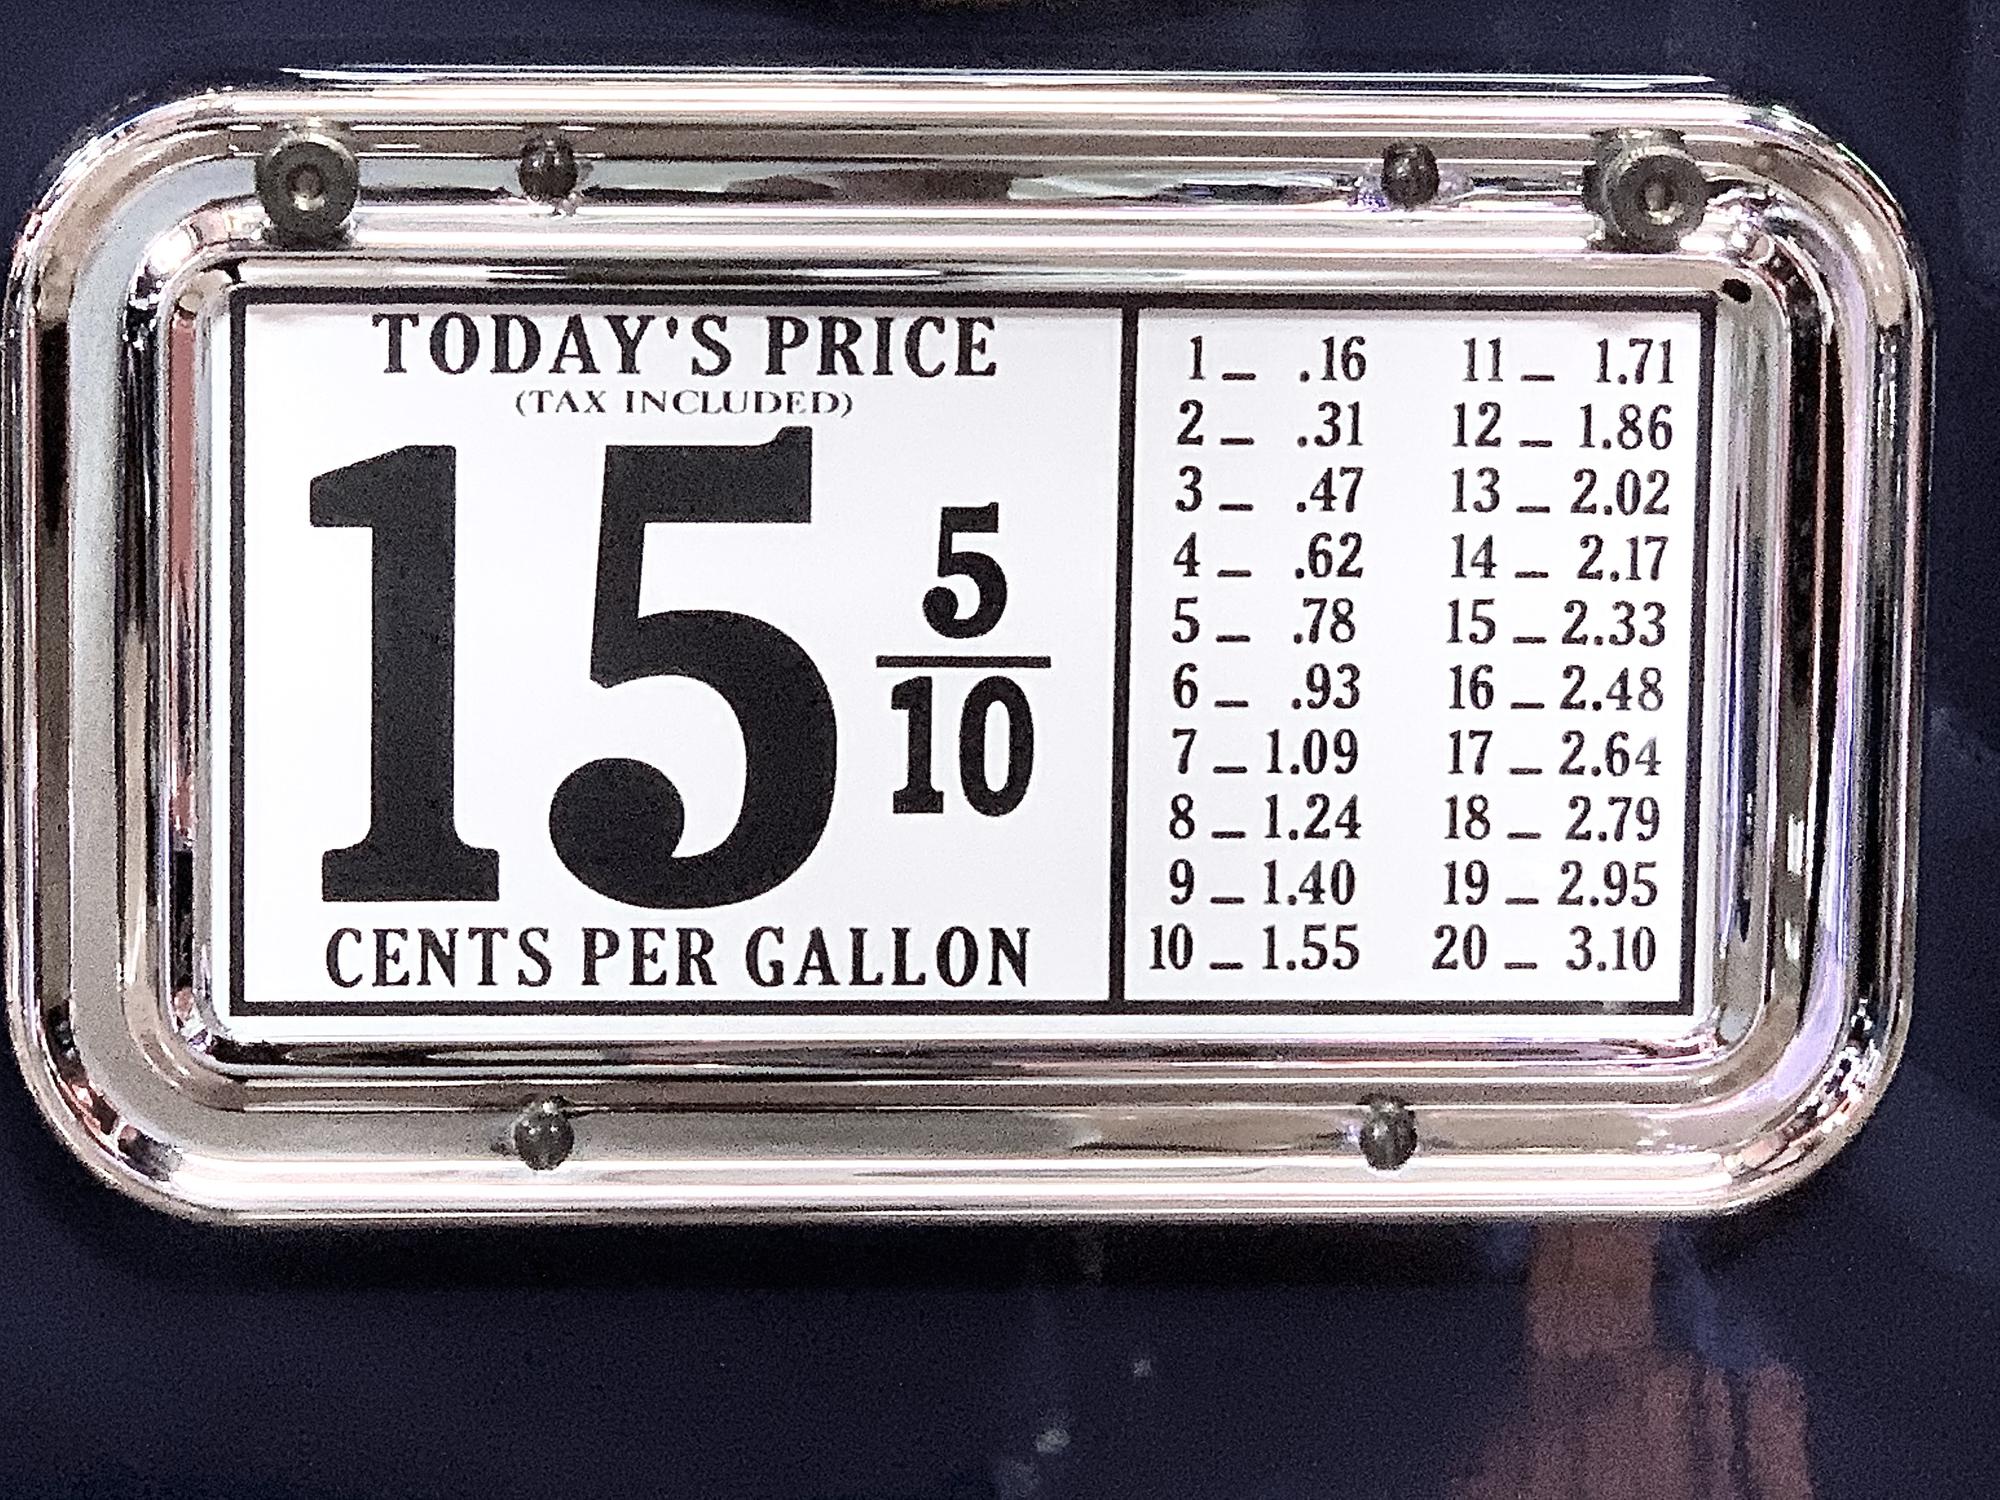 TODAY'S PRICE
(TAX INCLUDED)
15 5/10
CENTS PER GALLON
1 – .16 11 – 1.71
2 – .31 12 – 1.86
3 – .47 13 – 2.02
4 – .62 14 – 2.17
5 – .78 15 – 2.33
6 – .93 16 – 2.48
7 – 1.09 17 – 2.64
8 – 1.24 18 – 2.79
9 – 1.40 19 – 2.95
10 – 1.55 20 – 3.10